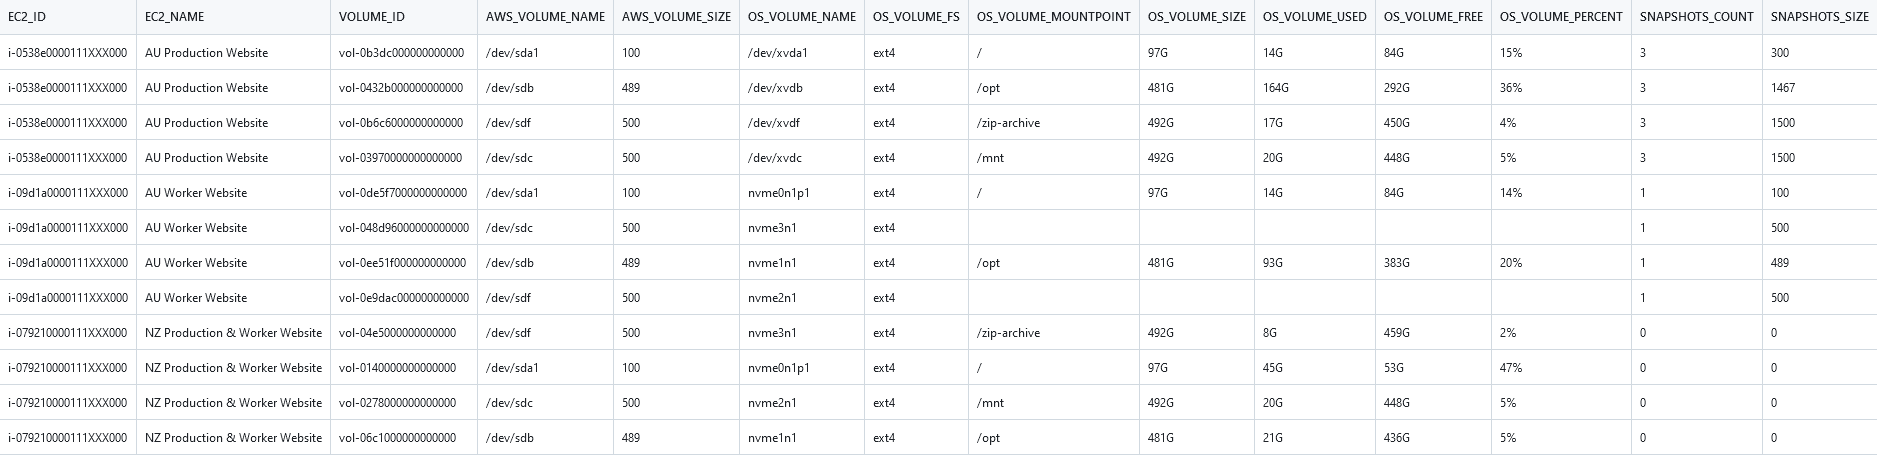 EC2_ID EC2_NAME VOLUME_ID AWS_VOLUME_NAME AWS_VOLUME_SIZE OS_VOLUME_NAME OS_VOLUME_FS OS_VOLUME_MOUNTPOINT OS_VOLUME_SIZE OS_VOLUME_USED OS_VOLUME_FREE OS_VOLUME_PERCENT SNAPSHOTS_COUNT SNAPSHOTS_SIZE
i-0538e0000111XXX000 AU Production Website vol-0b3dc000000000000 /dev/sda1 100 /dev/xvda1 ext4 / 97G 14G 84G 15% 3 300
i-0538e0000111XXX000 AU Production Website vol-0432b000000000000 /dev/sdb 489 /dev/xvdb ext4 /opt 481G 164G 292G 36% 3 1467
i-0538e0000111XXX000 AU Production Website vol-0b6c6000000000000 /dev/sdf 500 /dev/xvdf ext4 /zip-archive 492G 17G 450G 4% 3 1500
i-0538e0000111XXX000 AU Production Website vol-03970000000000000 /dev/sdc 500 /dev/xvdc ext4 /mnt 492G 20G 448G 5% 3 1500
i-09d1a0000111XXX000 AU Worker Website vol-0de5f7000000000000 /dev/sda1 100 nvme0n1p1 ext4 / 97G 14G 84G 14% 1 100
i-09d1a0000111XXX000 AU Worker Website vol-048d96000000000000 /dev/sdc 500 nvme3n1 ext4 1 500
i-09d1a0000111XXX000 AU Worker Website vol-0ee51f000000000000 /dev/sdb 489 nvme1n1 ext4 /opt 481G 93G 383G 20% 1 489
i-09d1a0000111XXX000 AU Worker Website vol-0e9dac000000000000 /dev/sdf 500 nvme2n1 ext4 1 500
i-079210000111XXX000 NZ Production & Worker Website vol-04e5000000000000 /dev/sdf 500 nvme3n1 ext4 /zip-archive 492G 8G 459G 2% 0 0
i-079210000111XXX000 NZ Production & Worker Website vol-0140000000000000 /dev/sda1 100 nvme0n1p1 ext4 / 97G 45G 53G 47% 0 0
i-079210000111XXX000 NZ Production & Worker Website vol-0278000000000000 /dev/sdc 500 nvme2n1 ext4 /mnt 492G 20G 448G 5% 0 0
i-079210000111XXX000 NZ Production & Worker Website vol-06c1000000000000 /dev/sdb 489 nvme1n1 ext4 /opt 481G 21G 436G 5% 0 0